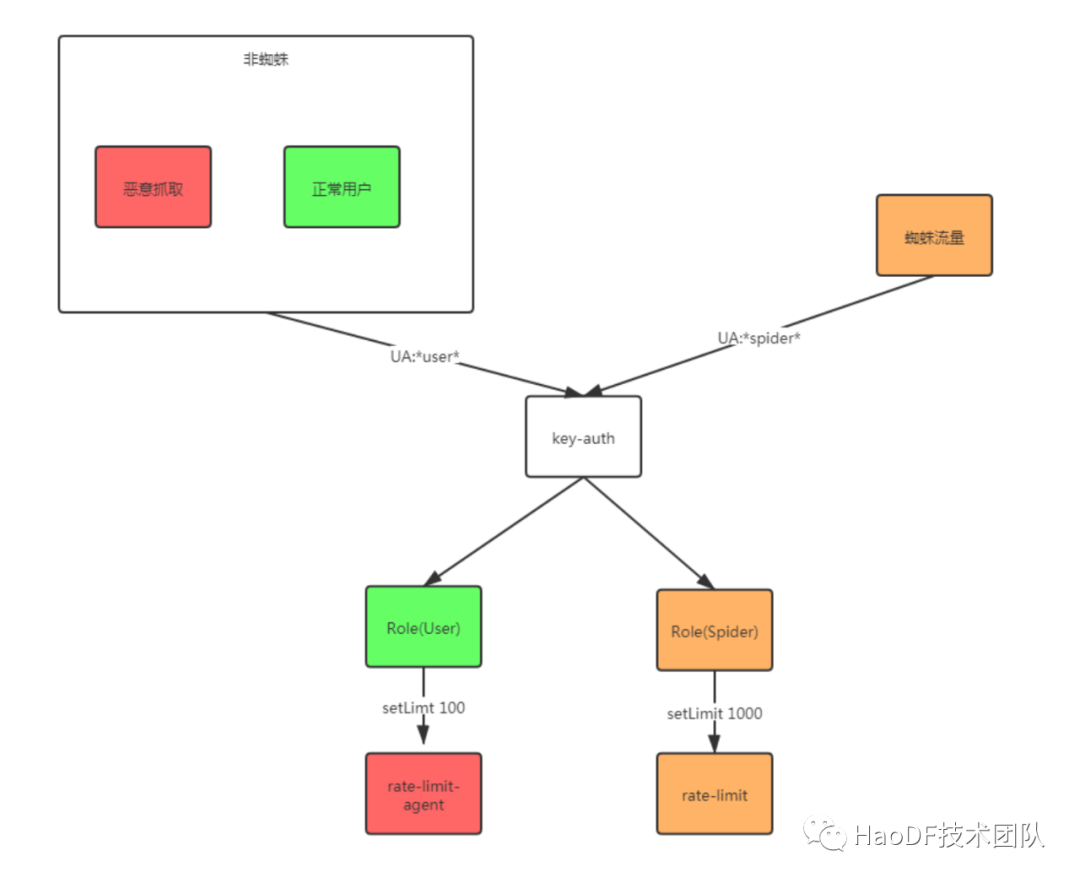 非蜘蛛
恶意抓取
正常用户
蜘蛛流量
UA:*user*
UA:*spider*
key-auth
Role(User)
Role(Spider)
setLimt 100
setLimit 1000
rate-limit-
agent
rate-limit
HaoDF技术团队